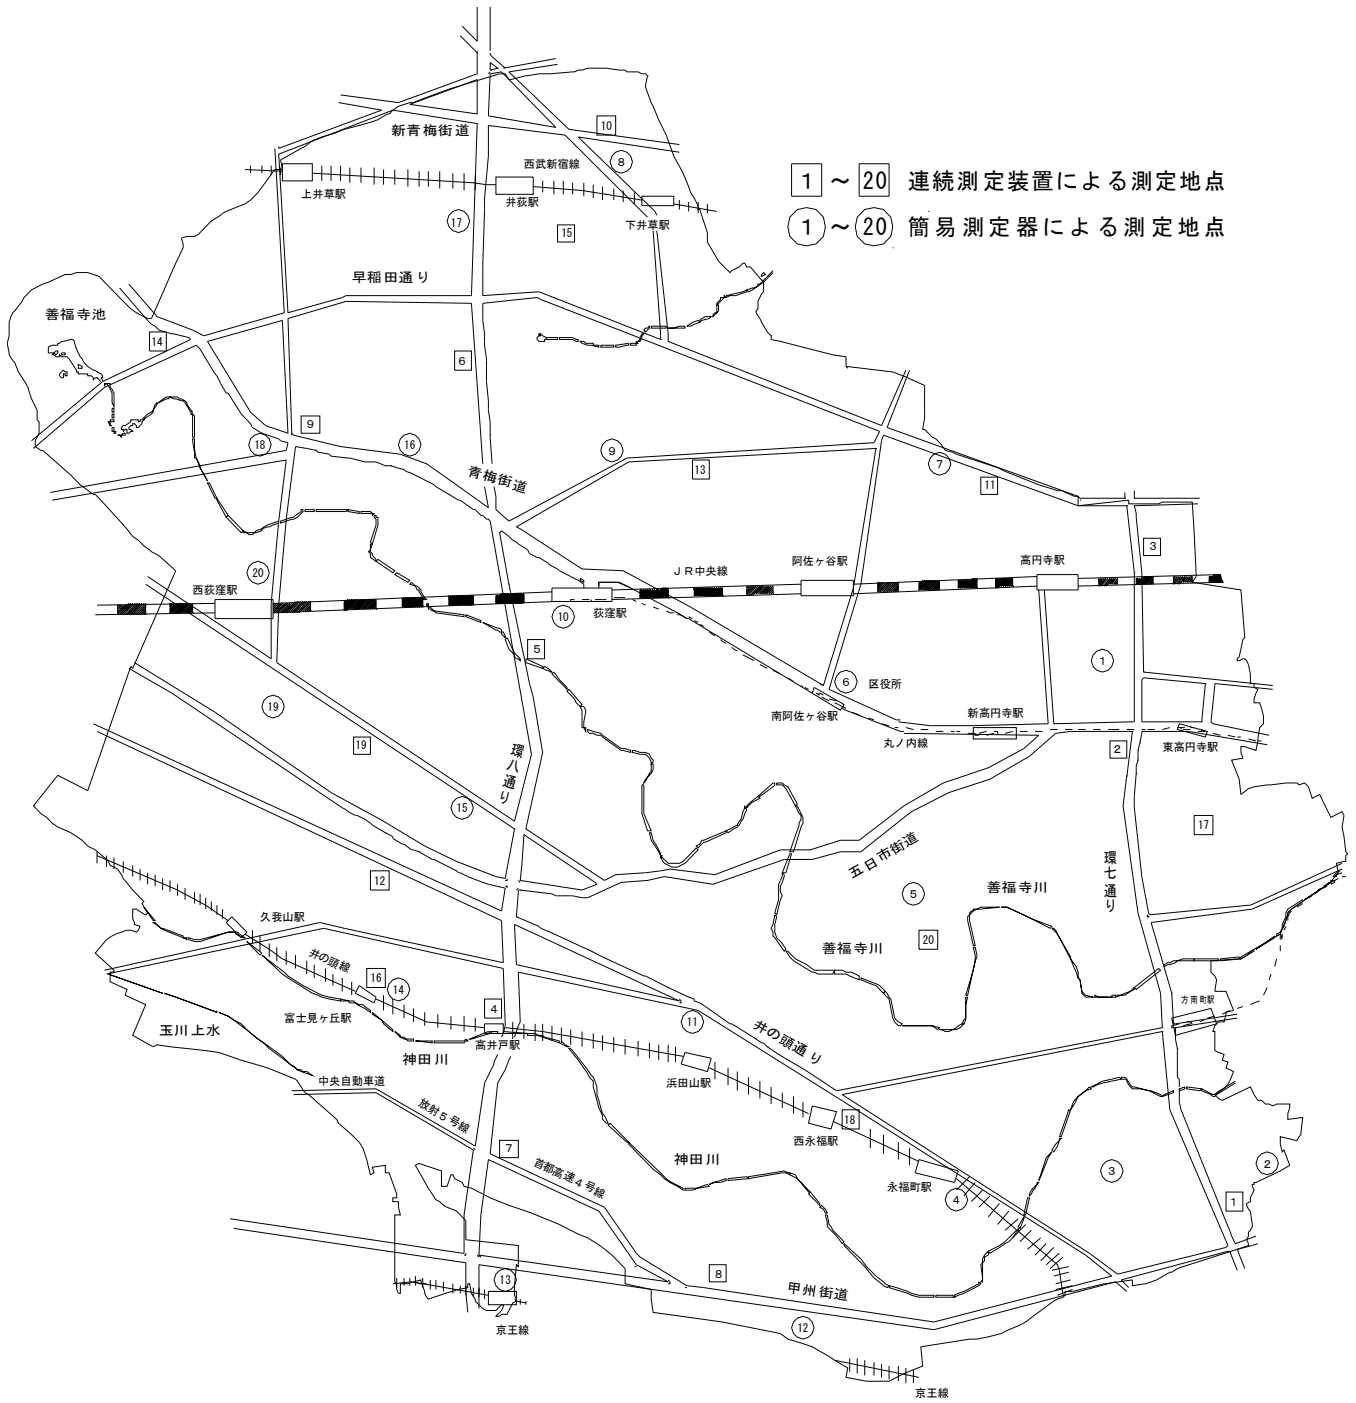 新青梅街道
10
西武新宿線
8
1 ～ 20 連続測定装置による測定地点
1 ～ 20 簡易測定器による測定地点
上井草駅
井荻駅
下井草駅
17
15
早稲田通り
善福寺池
14
6
9
18
16
9
青梅街道
13
7
11
3
20
西荻窪駅
JR中央線
阿佐ヶ谷駅
高円寺駅
10
荻窪駅
5
1
6
区役所
19
南阿佐ヶ谷駅
新高円寺駅
19
丸ノ内線
2
東高円寺駅
環八通り
15
17
五日市街道
環七通り
12
5
善福寺川
久我山駅
善福寺川
20
井の頭線
16
14
方南町駅
富士見ヶ丘駅
4
11
玉川上水
神田川
高井戸駅
井の頭通り
浜田山駅
中央自動車道
放射5号線
18
7
西永福駅
首都高速4号線
神田川
永福町駅
3
2
4
1
8
13
甲州街道
京王線
12
京王線